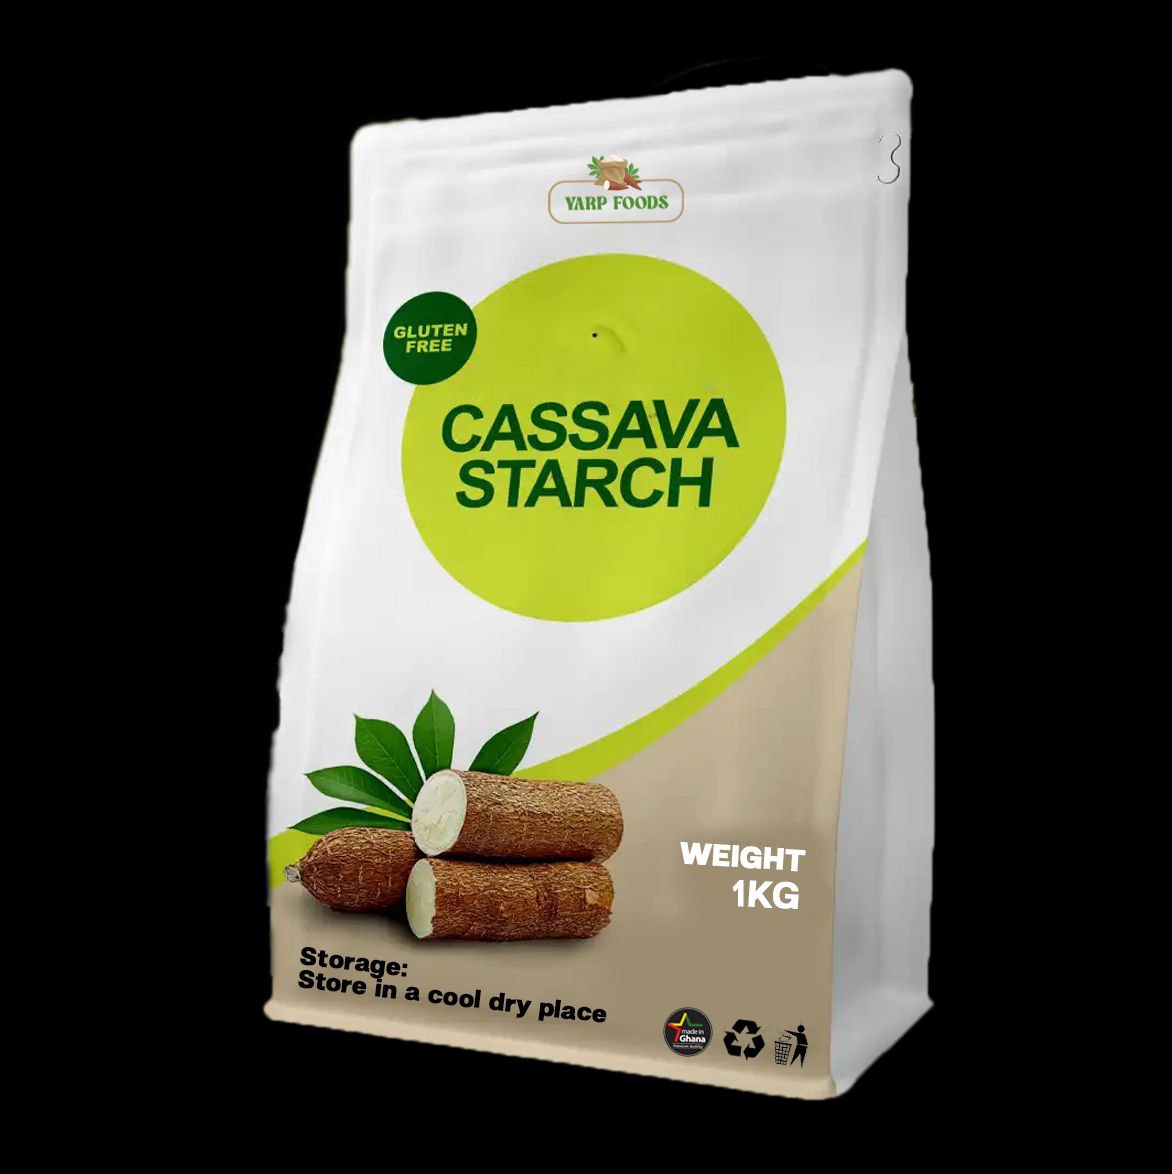 YARP FOODS
GLUTEN
FREE
CASSAVA
STARCH
WEIGHT
1KG
Storage:
Store in a cool dry place
made in
Ghana